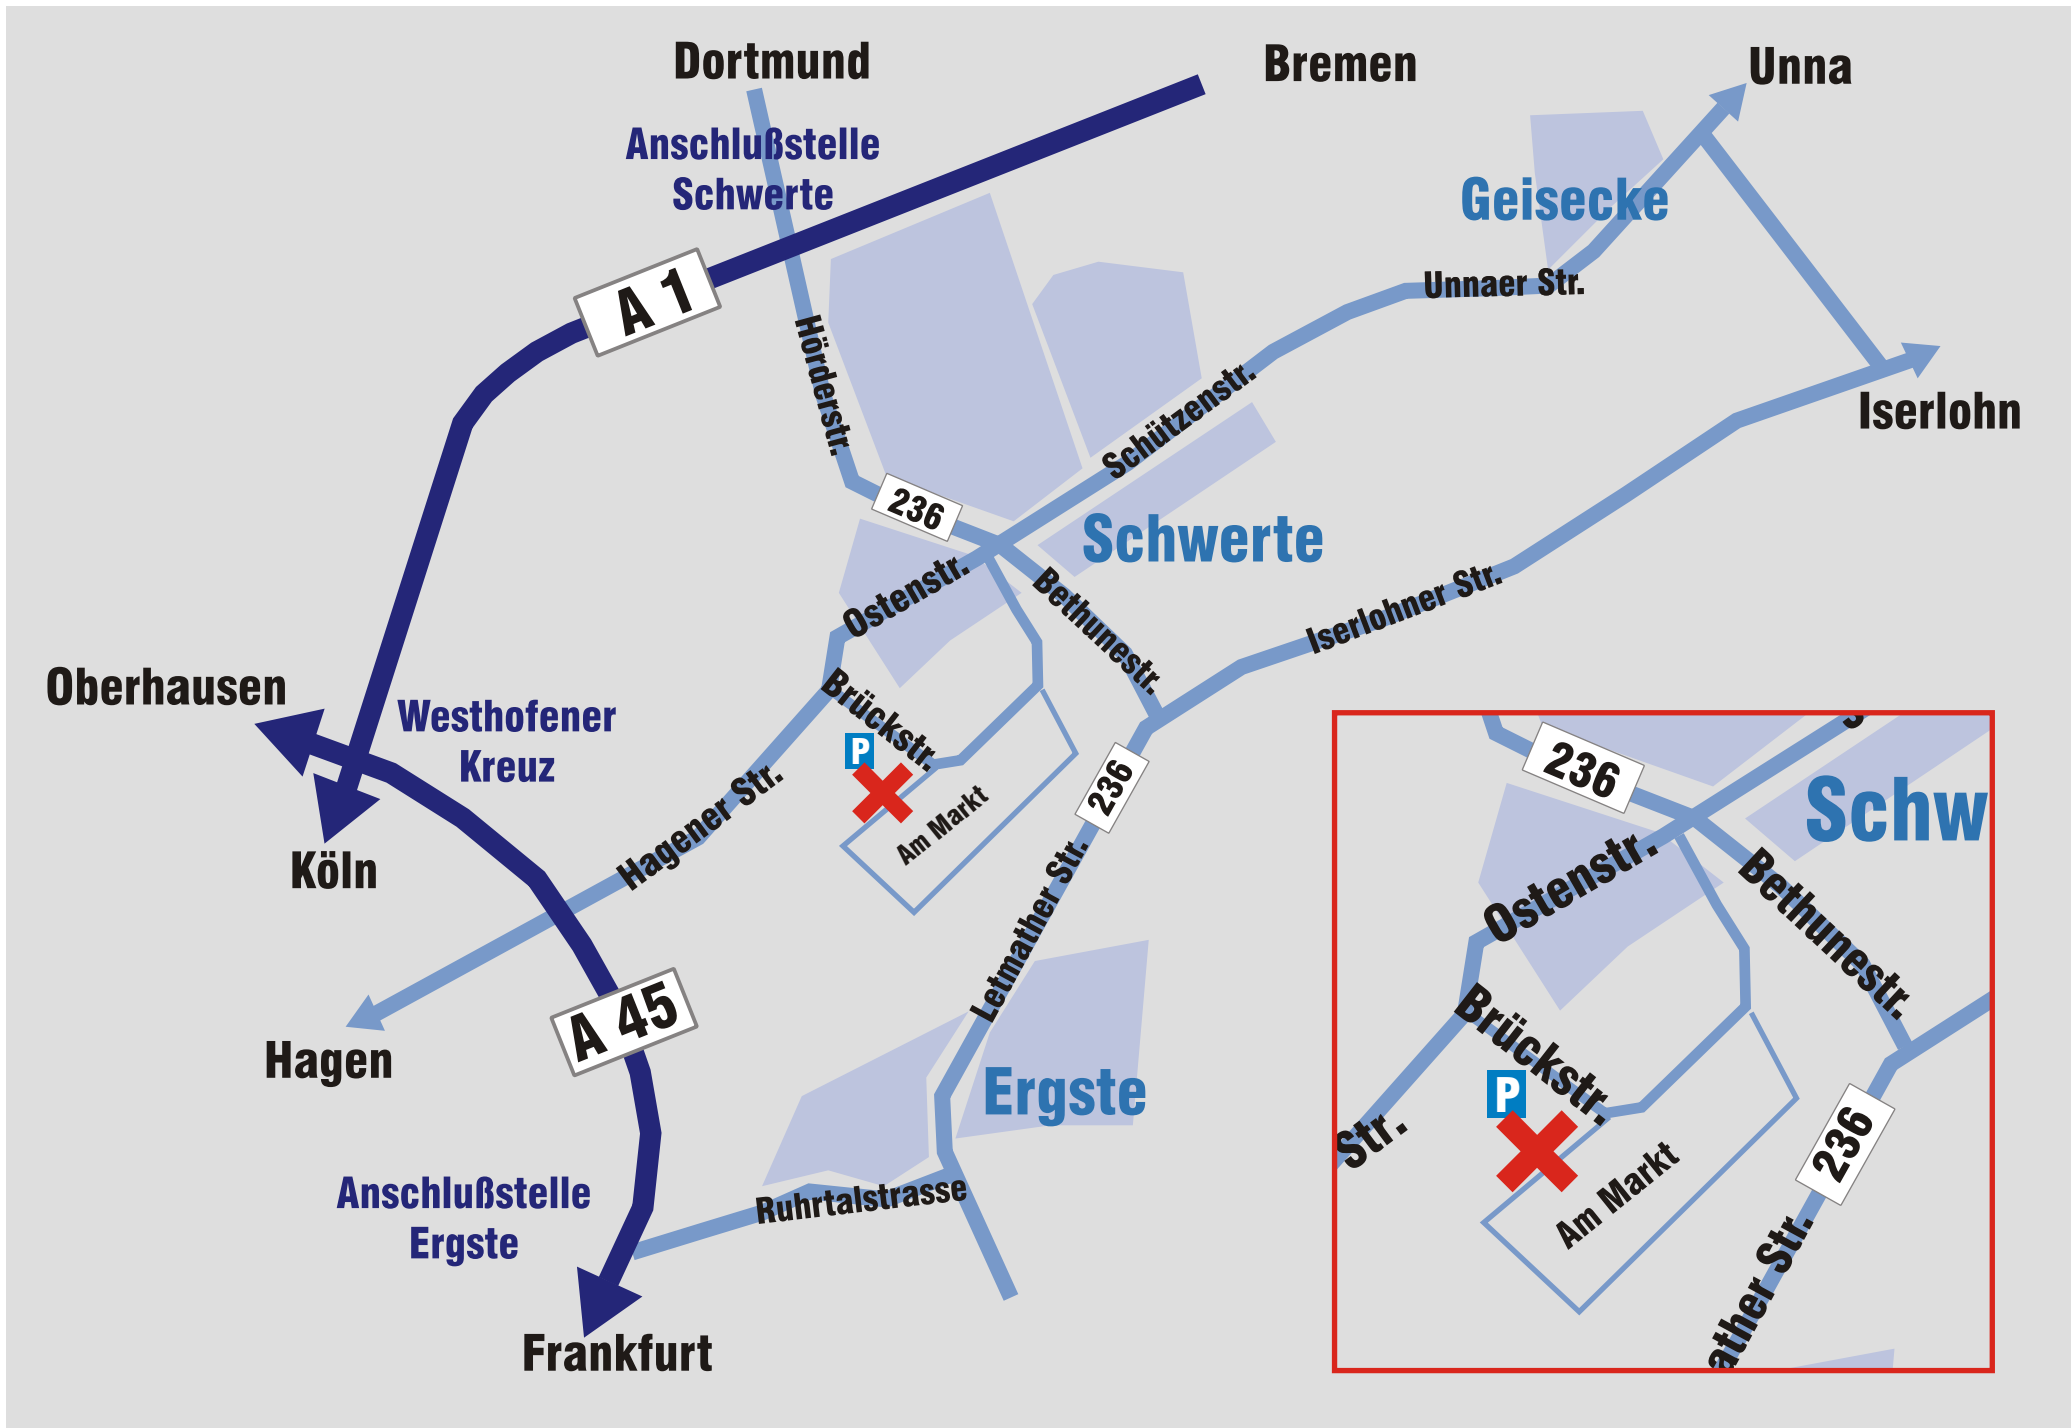 Dortmund
Bremen
Unna
Anschlußstelle
Schwerte
Geisecke
A 1
Unnaer Str.
Hörderstr.
Schützenstr.
Iserlohn
236
Schwerte
Ostenstr.
Bethunestr.
Iserlohner Str.
Oberhausen
Westhofener
Kreuz
Brückstr.
P
Hagener Str.
Am Markt
236
Köln
Letmather Str.
Hagen
A 45
Ergste
Anschlußstelle
Ergste
Ruhrtalstrasse
Frankfurt
236
Schw
Ostenstr.
Bethunestr.
Brückstr.
P
Str.
236
Am Markt
ather Str.